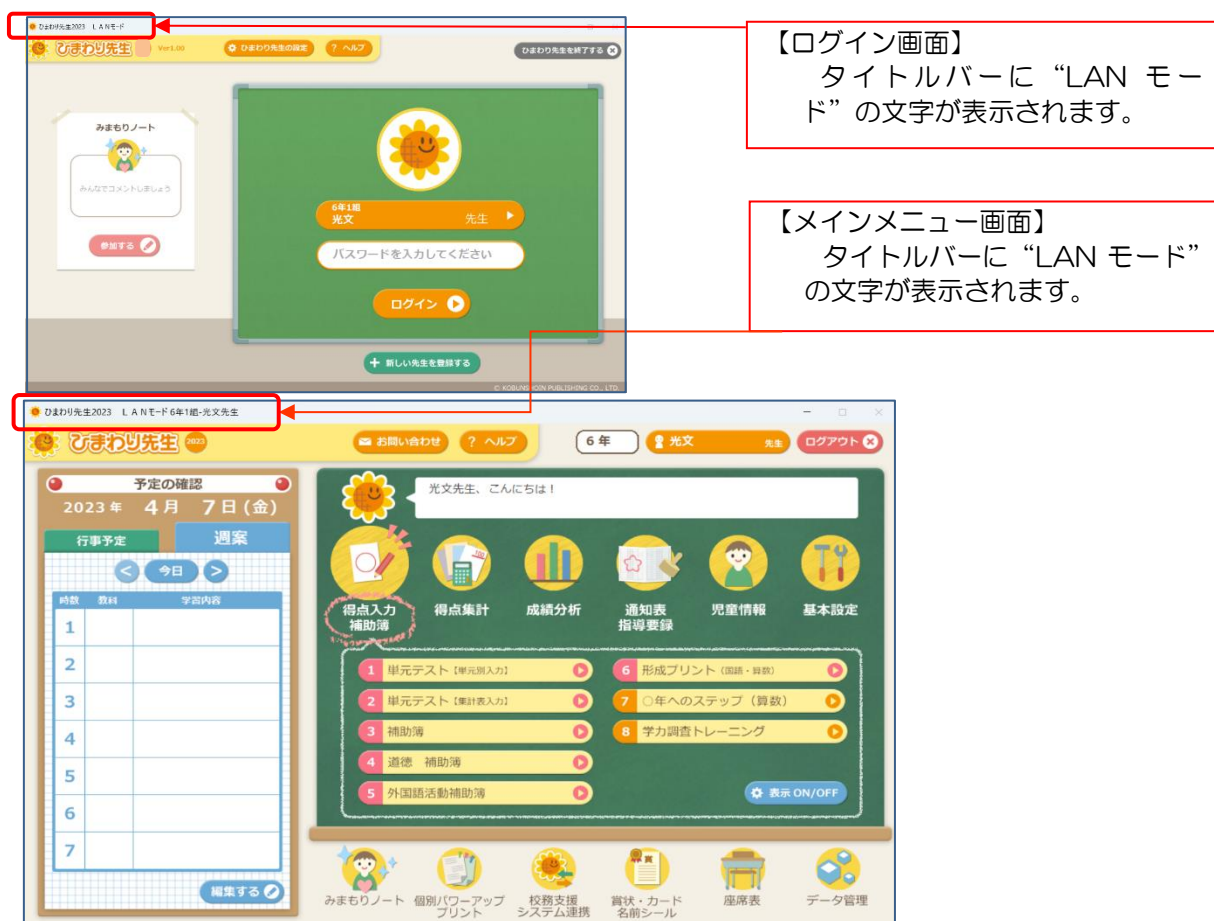 ひまわり先生2023 LANモード
ひまわり先生 Ver1.00
ひまわり先生の設定
? ヘルプ
ひまわり先生を終了する
みまもりノート
みんなでコメントしましょう
参加する
6年1組
光文 先生
パスワードを入力してください
ログイン
+ 新しい先生を登録する
© KOBUNSHOIN PUBLISHING CO., LTD.
【ログイン画面】
タイトルバーに“LAN モー
ド”の文字が表示されます。
【メインメニュー画面】
タイトルバーに“LAN モード”
の文字が表示されます。
ひまわり先生2023 LANモード 6年1組-光文先生
ひまわり先生 2023
お問い合わせ
? ヘルプ
6 年
光文 先生
ログアウト
予定の確認
2023 年 4 月 7 日 (金)
行事予定 週案
< 今日 >
時数 教科 学習内容
1
2
3
4
5
6
7
編集する
光文先生、こんにちは！
得点入力
補助簿
得点集計
成績分析
通知表
指導要録
児童情報
基本設定
1 単元テスト【単元別入力】
2 単元テスト【集計表入力】
3 補助簿
4 道徳 補助簿
5 外国語活動補助簿
6 形成プリント（国語・算数）
7 ○年へのステップ（算数）
8 学力調査トレーニング
表示 ON/OFF
みまもりノート
個別パワーアップ
プリント
校務支援
システム連携
賞状・カード
名前シール
座席表
データ管理